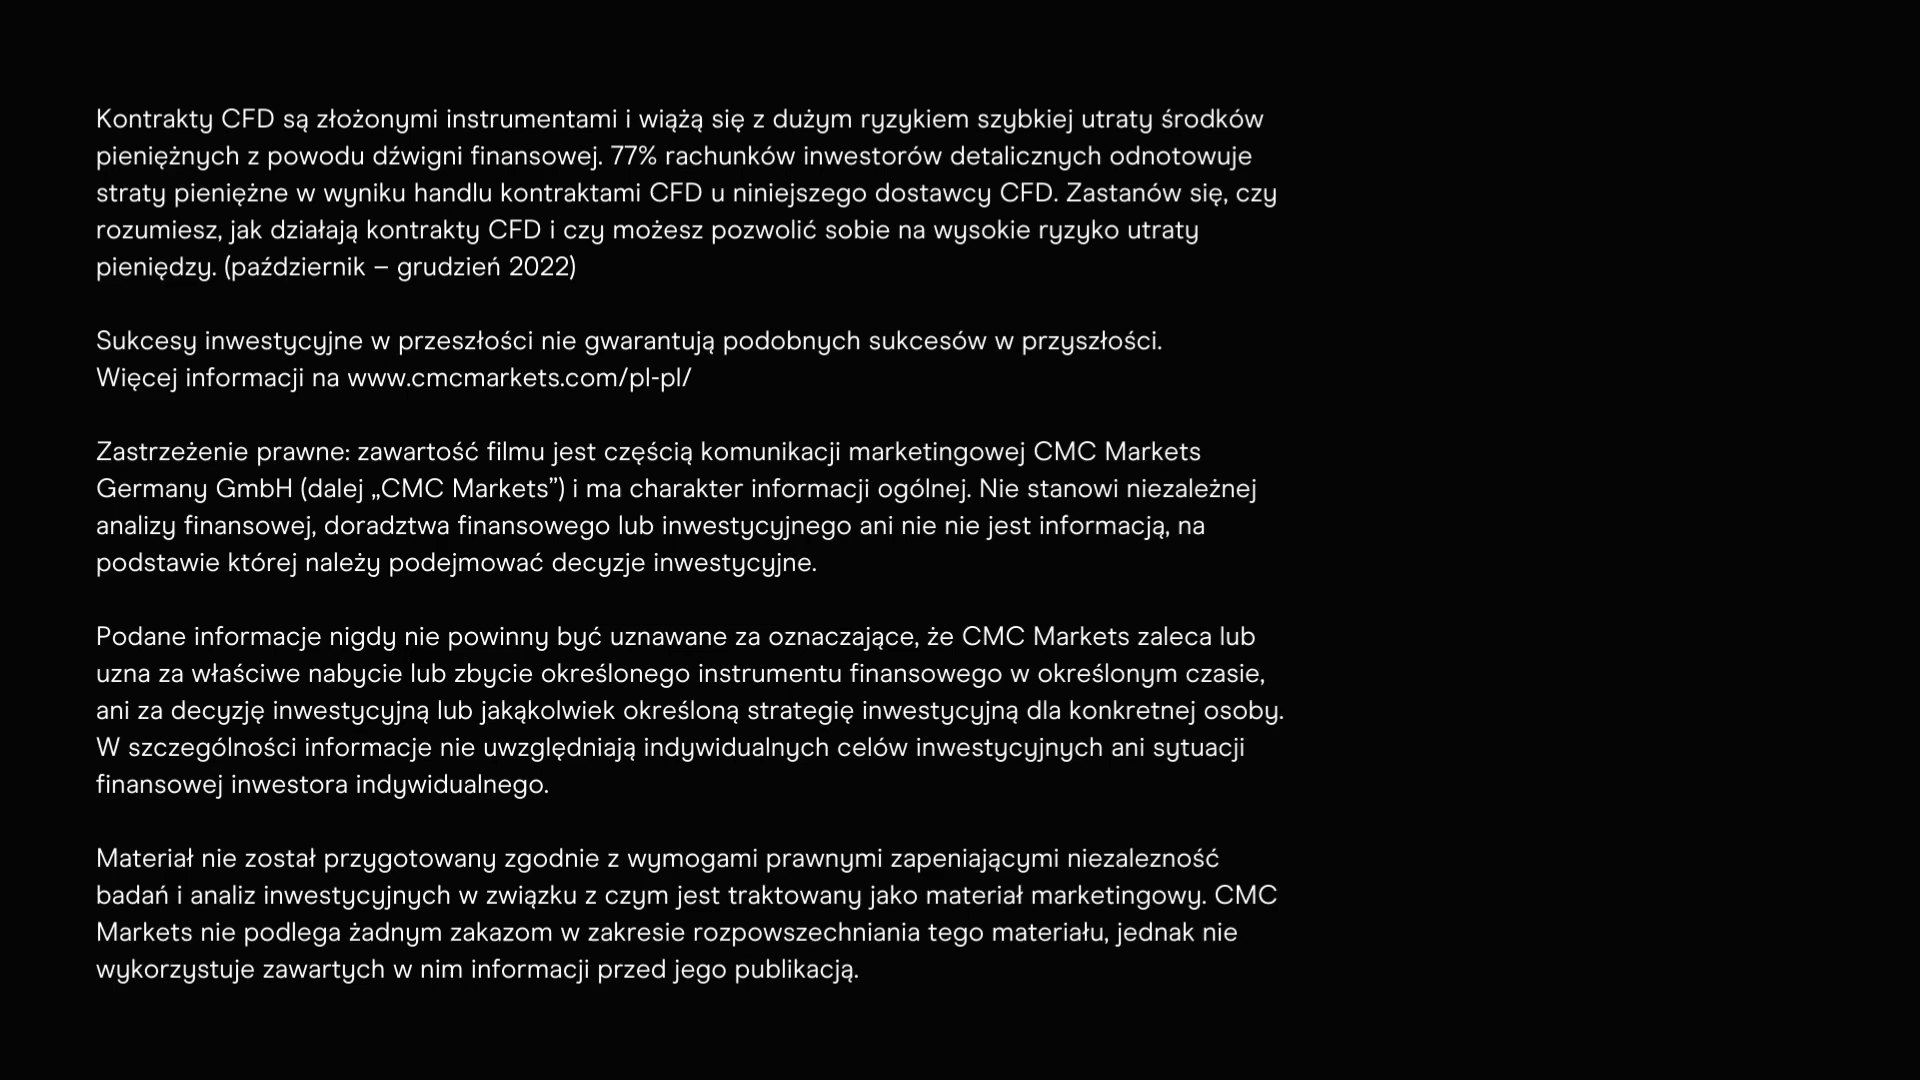 Kontrakty CFD są złożonymi instrumentami i wiążą się z dużym ryzykiem szybkiej utraty środków
pieniężnych z powodu dźwigni finansowej. 77% rachunków inwestorów detalicznych odnotowuje
straty pieniężne w wyniku handlu kontraktami CFD u niniejszego dostawcy CFD. Zastanów się, czy
rozumiesz, jak działają kontrakty CFD i czy możesz pozwolić sobie na wysokie ryzyko utraty
pieniędzy. (październik – grudzień 2022)
Sukcesy inwestycyjne w przeszłości nie gwarantują podobnych sukcesów w przyszłości.
Więcej informacji na www.cmcmarkets.com/pl-pl/
Zastrzeżenie prawne: zawartość filmu jest częścią komunikacji marketingowej CMC Markets
Germany GmbH (dalej „CMC Markets”) i ma charakter informacji ogólnej. Nie stanowi niezależnej
analizy finansowej, doradztwa finansowego lub inwestycyjnego ani nie nie jest informacją, na
podstawie której należy podejmować decyzje inwestycyjne.
Podane informacje nigdy nie powinny być uznawane za oznaczające, że CMC Markets zaleca lub
uzna za właściwe nabycie lub zbycie określonego instrumentu finansowego w określonym czasie,
ani za decyzję inwestycyjną lub jakąkolwiek określoną strategię inwestycyjną dla konkretnej osoby.
W szczególności informacje nie uwzględniają indywidualnych celów inwestycyjnych ani sytuacji
finansowej inwestora indywidualnego.
Materiał nie został przygotowany zgodnie z wymogami prawnymi zapeniającymi niezalezność
badań i analiz inwestycyjnych w związku z czym jest traktowany jako materiał marketingowy. CMC
Markets nie podlega żadnym zakazom w zakresie rozpowszechniania tego materiału, jednak nie
wykorzystuje zawartych w nim informacji przed jego publikacją.